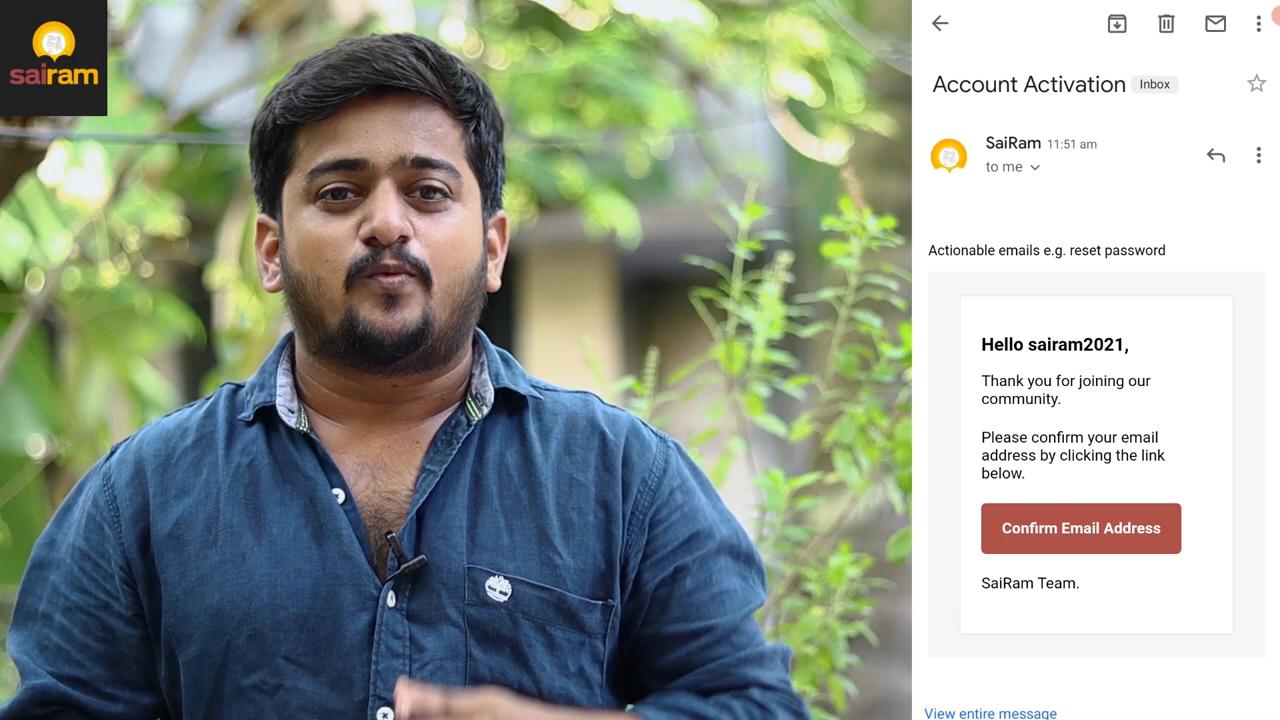 sairam
Account Activation Inbox
SaiRam 11:51 am
to me
Actionable emails e.g. reset password
Hello sairam2021,
Thank you for joining our
community.
Please confirm your email
address by clicking the link
below.
Confirm Email Address
SaiRam Team.
View entire message